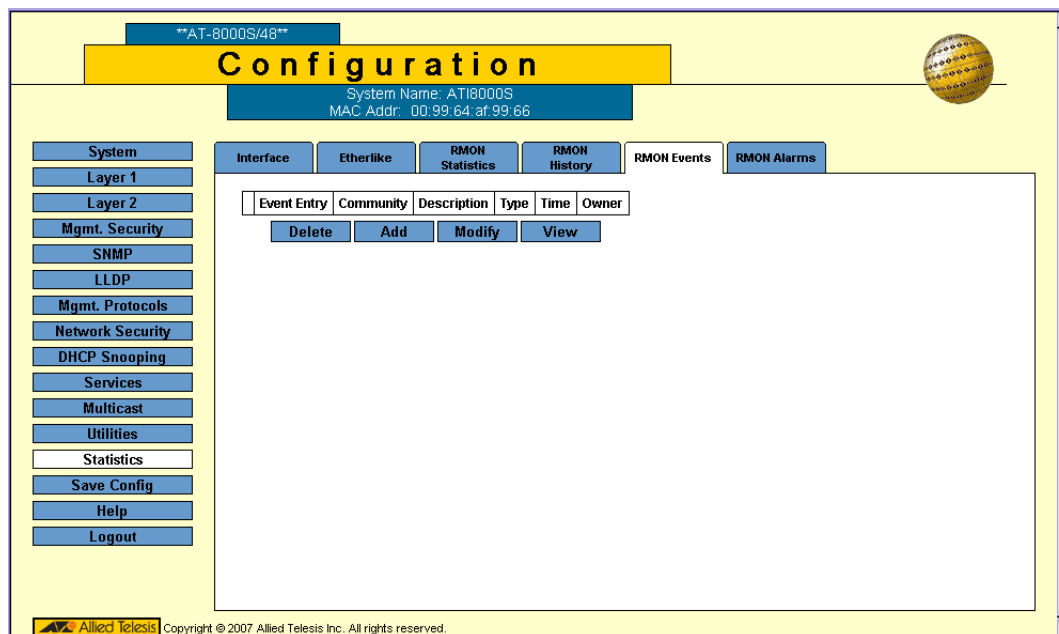 **AT-8000S/48**
Configuration
System Name: ATI8000S
MAC Addr: 00:99:64:af:99:66
System
Layer 1
Layer 2
Mgmt. Security
SNMP
LLDP
Mgmt. Protocols
Network Security
DHCP Snooping
Services
Multicast
Utilities
Statistics
Save Config
Help
Logout
Interface
Etherlike
RMON
Statistics
RMON
History
RMON Events
RMON Alarms
Event Entry Community Description Type Time Owner
Delete Add Modify View
Allied Telesis Copyright © 2007 Allied Telesis Inc. All rights reserved.